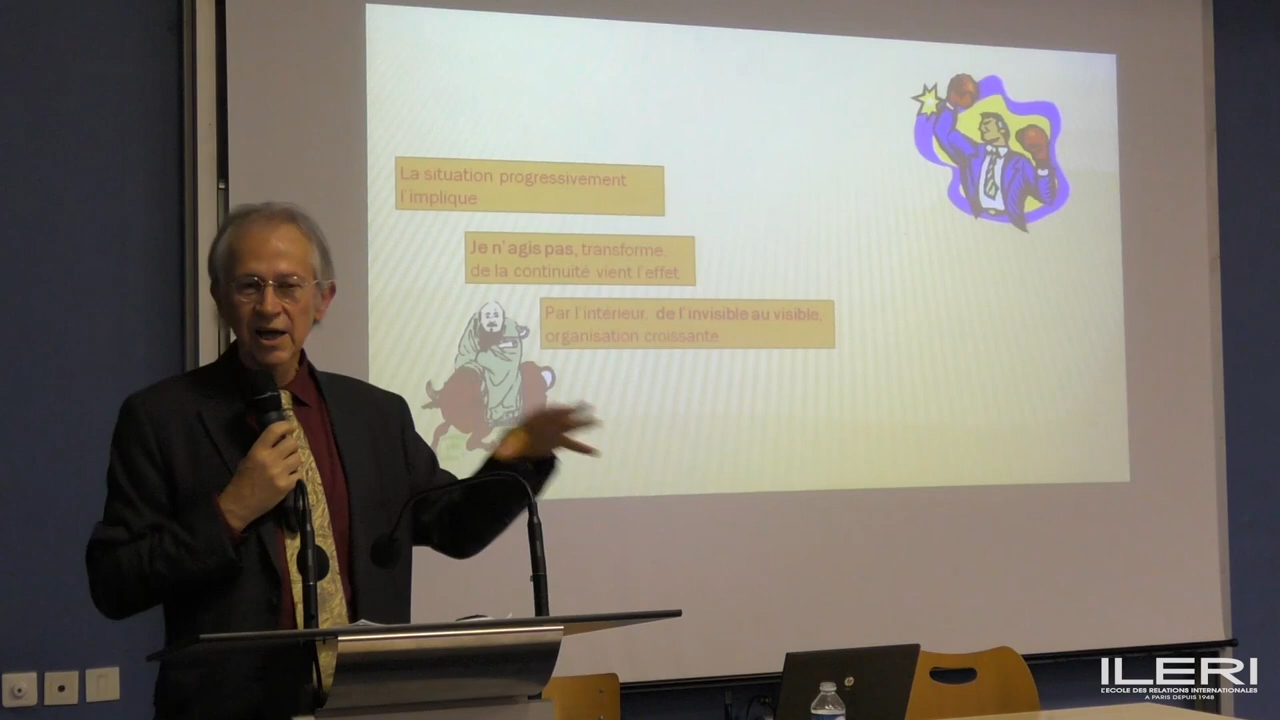 La situation progressivement
l'implique
Je n'agis pas, transforme,
de la continuité vient l'effet
Par l'intérieur, de l'invisible au visible,
organisation croissante
ILERI
L'ECOLE DES RELATIONS INTERNATIONALES
A PARIS DEPUIS 1948
hp